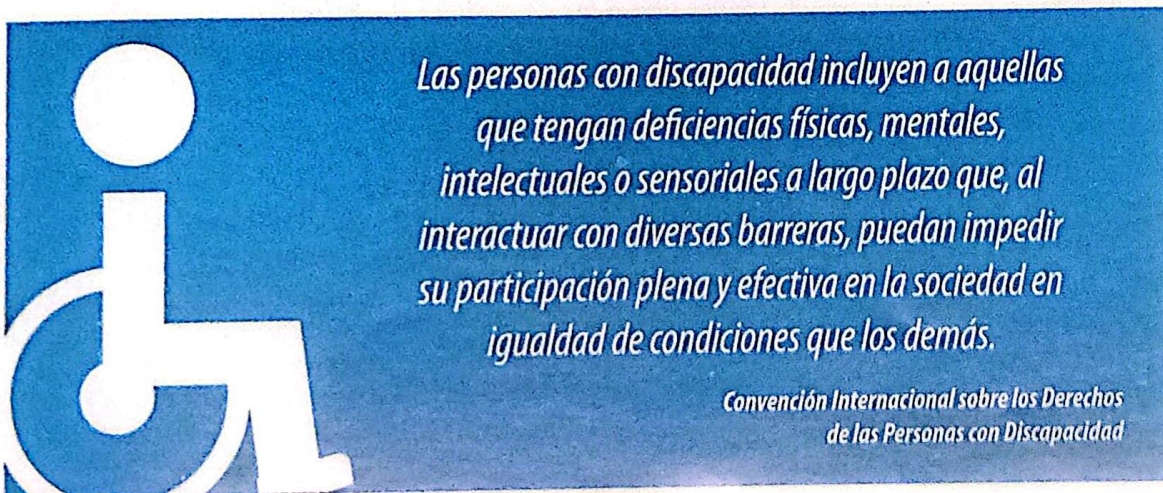 Las personas con discapacidad incluyen a aquellas
que tengan deficiencias físicas, mentales,
intelectuales o sensoriales a largo plazo que, al
interactuar con diversas barreras, puedan impedir
su participación plena y efectiva en la sociedad en
igualdad de condiciones que los demás.
Convención Internacional sobre los Derechos
de las Personas con Discapacidad